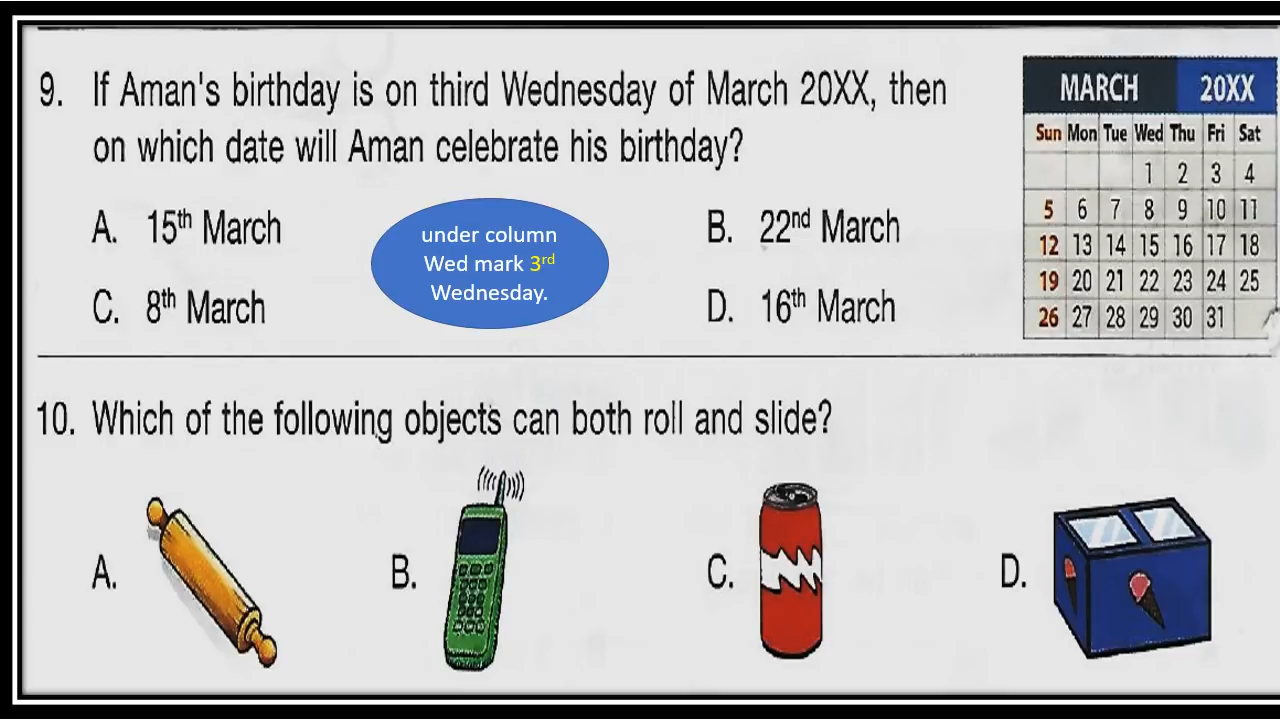 9. If Aman's birthday is on third Wednesday of March 20XX, then
on which date will Aman celebrate his birthday?
A. 15th March
B. 22nd March
C. 8th March
D. 16th March
under column
Wed mark 3rd
Wednesday.
MARCH 20XX
Sun Mon Tue Wed Thu Fri Sat
1 2 3 4
5 6 7 8 9 10 11
12 13 14 15 16 17 18
19 20 21 22 23 24 25
26 27 28 29 30 31
10. Which of the following objects can both roll and slide?
A.
B.
C.
D.